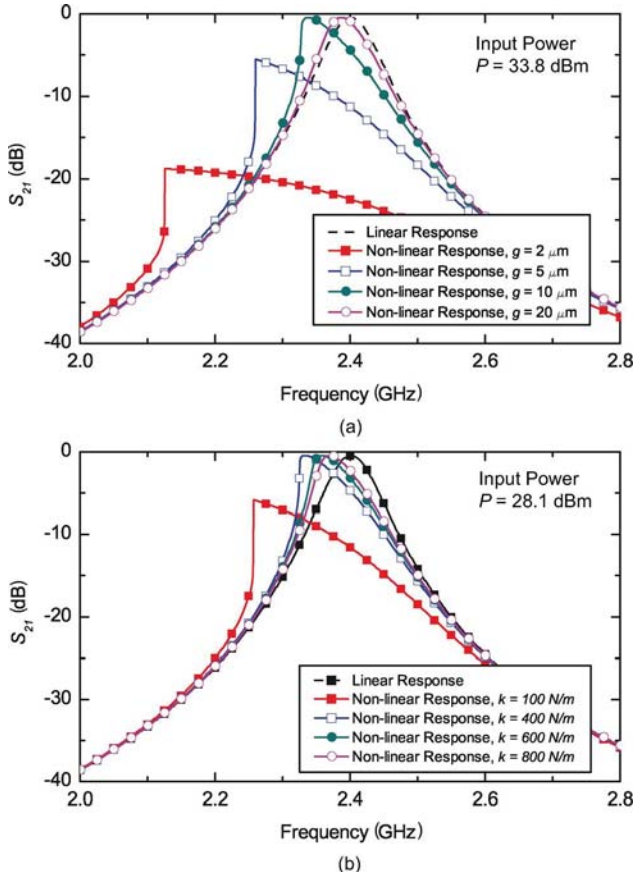 0
-10
-20
-30
-40
S21 (dB)
Input Power
P = 33.8 dBm
Linear Response
Non-linear Response, g = 2 μm
Non-linear Response, g = 5 μm
Non-linear Response, g = 10 μm
Non-linear Response, g = 20 μm
2.0 2.2 2.4 2.6 2.8
Frequency (GHz)
(a)
0
-10
-20
-30
-40
S21 (dB)
Input Power
P = 28.1 dBm
Linear Response
Non-linear Response, k = 100 N/m
Non-linear Response, k = 400 N/m
Non-linear Response, k = 600 N/m
Non-linear Response, k = 800 N/m
2.0 2.2 2.4 2.6 2.8
Frequency (GHz)
(b)